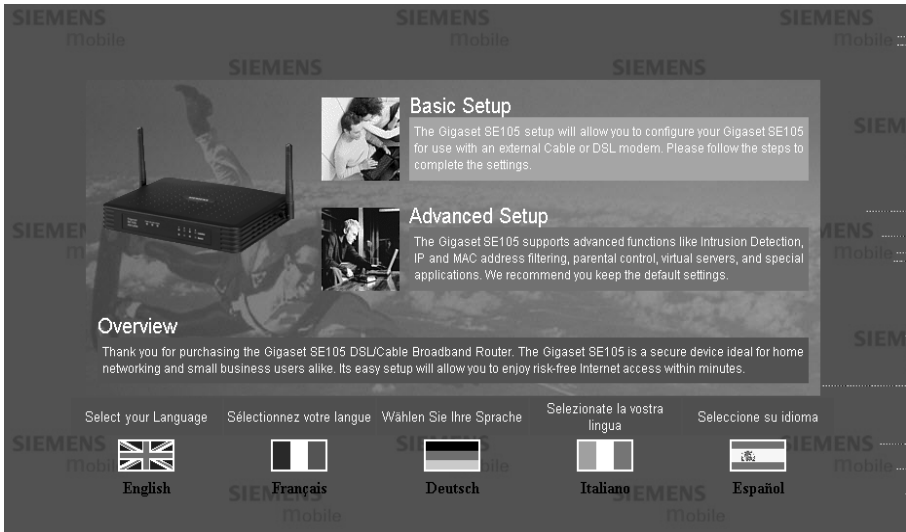 SIEMENS
mobile
SIEMENS
mobile
SIEMENS
mobile
SIEMENS
SIEMENS
Basic Setup
The Gigaset SE105 setup will allow you to configure your Gigaset SE105
for use with an external Cable or DSL modem. Please follow the steps to
complete the settings.
SIEM
Advanced Setup
The Gigaset SE105 supports advanced functions like Intrusion Detection,
IP and MAC address filtering, parental control, virtual servers, and special
applications. We recommend you keep the default settings.
SIEMEN
m
MENS
mobile
Overview
Thank you for purchasing the Gigaset SE105 DSL/Cable Broadband Router. The Gigaset SE105 is a secure device ideal for home
networking and small business users alike. Its easy setup will allow you to enjoy risk-free Internet access within minutes.
SIEM
Select your Language
Sélectionnez votre langue
Wählen Sie Ihre Sprache
Selezionate la vostra
lingua
Seleccione su idioma
English
Français
Deutsch
Italiano
Español